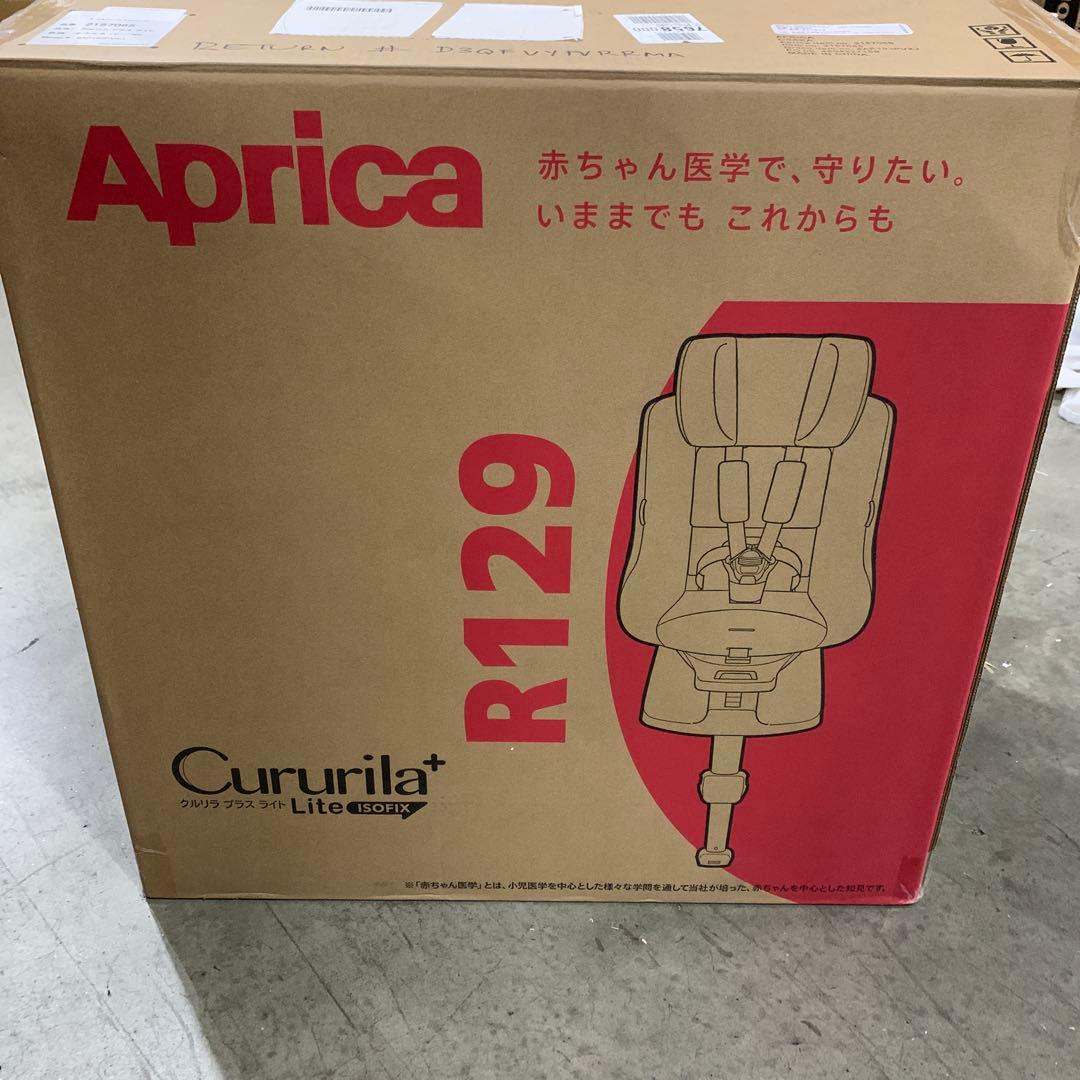 2187065
7658
RETURN # D3QFVYFVRRMA
Aprica
赤ちゃん医学で、守りたい。
いままでも これからも
R129
Cururila+
クルリラ プラス ライト Lite ISOFIX
※「赤ちゃん医学」とは、小児医学を中心とした様々な学問を通して当社が培った、赤ちゃんを中心とした知見です。